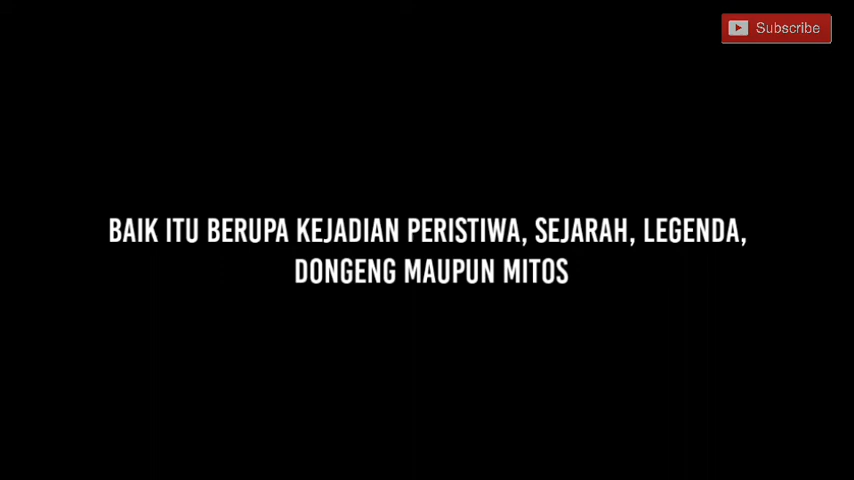 Subscribe
BAIK ITU BERUPA KEJADIAN PERISTIWA, SEJARAH, LEGENDA,
DONGENG MAUPUN MITOS